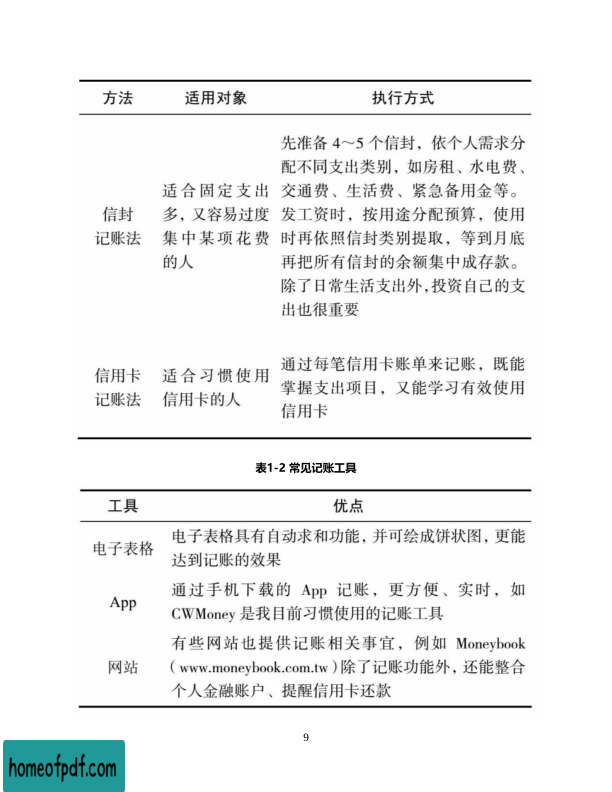 方法 适用对象 执行方式
先准备 4～5 个信封，依个人需求分
配不同支出类别，如房租、水电费、
适合固定支出 交通费、生活费、紧急备用金等。
信封 多，又容易过度 发工资时，按用途分配预算，使用
记账法 集中某项花费 时再依照信封类别提取，等到月底
的人 再把所有信封的余额集中成存款。
除了日常生活支出外，投资自己的支
出也很重要
通过每笔信用卡账单来记账，既能
信用卡 适合习惯使用 掌握支出项目，又能学习有效使用
记账法 信用卡的人 信用卡
表1-2 常见记账工具
工具 优点
电子表格具有自动求和功能，并可绘成饼状图，更能
电子表格
达到记账的效果
通过手机下载的 App 记账，更方便、实时，如
App
CWMoney 是我目前习惯使用的记账工具
有些网站也提供记账相关事宜，例如 Moneybook
网站 （www.moneybook.com.tw）除了记账功能外，还能整合
个人金融账户、提醒信用卡还款
9
homeofpdf.com